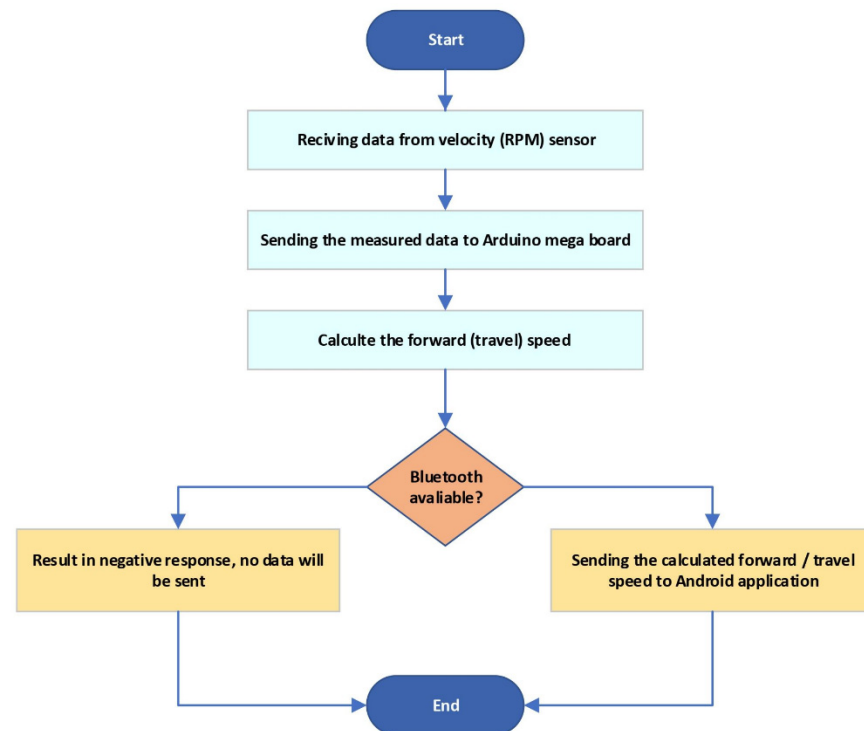 Start
Reciving data from velocity (RPM) sensor
Sending the measured data to Arduino mega board
Calculte the forward (travel) speed
Bluetooth
avaliable?
Result in negative response, no data will
be sent
Sending the calculated forward / travel
speed to Android application
End